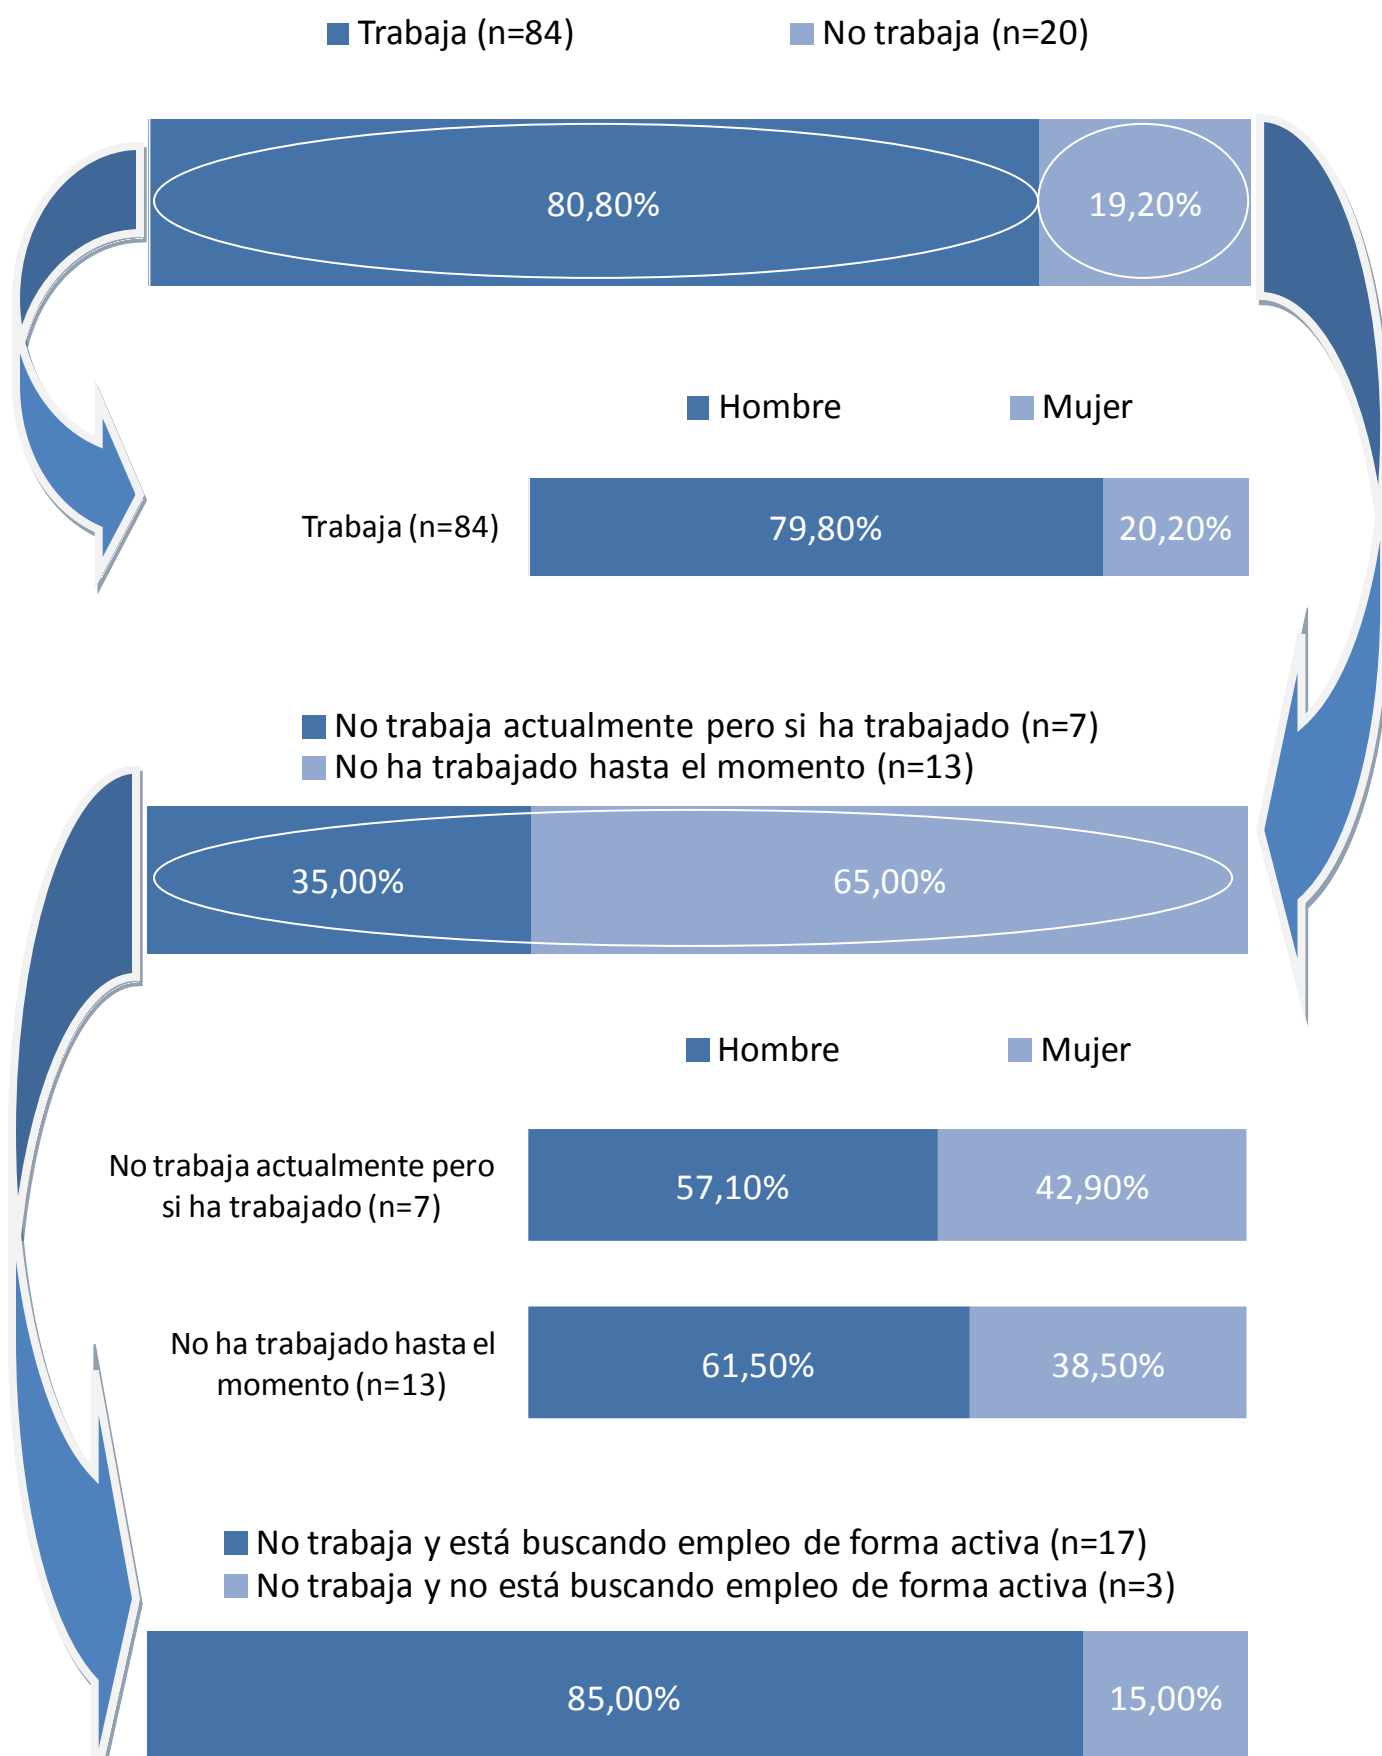 Trabaja (n=84) No trabaja (n=20)
80,80% 19,20%
Hombre Mujer
Trabaja (n=84) 79,80% 20,20%
No trabaja actualmente pero si ha trabajado (n=7)
No ha trabajado hasta el momento (n=13)
35,00% 65,00%
Hombre Mujer
No trabaja actualmente pero
si ha trabajado (n=7)
57,10% 42,90%
No ha trabajado hasta el
momento (n=13)
61,50% 38,50%
No trabaja y está buscando empleo de forma activa (n=17)
No trabaja y no está buscando empleo de forma activa (n=3)
85,00% 15,00%